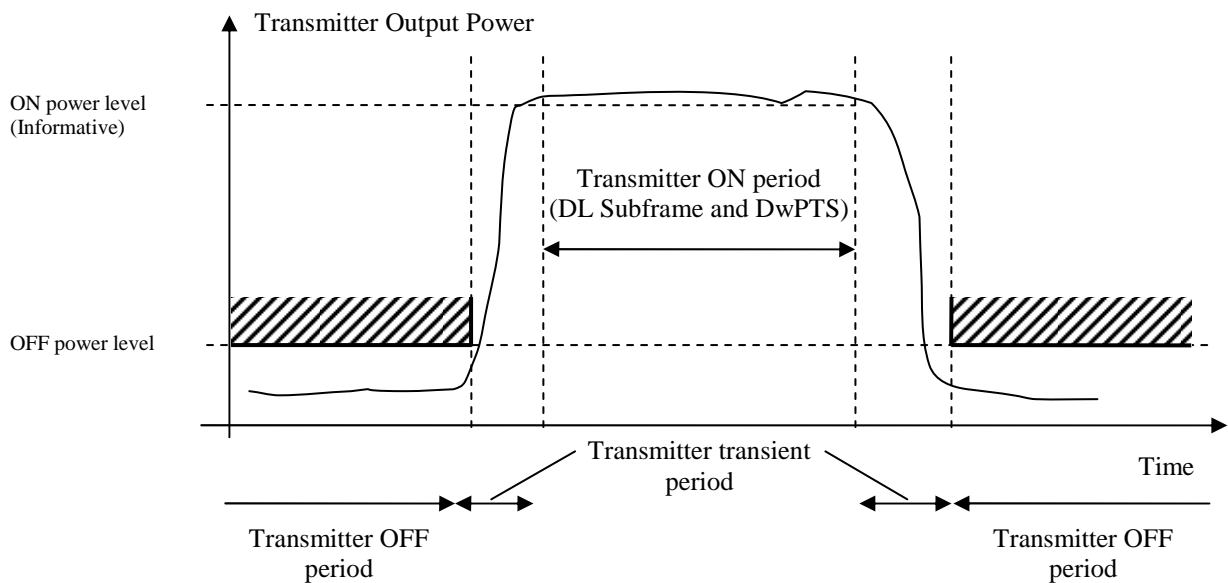 Transmitter Output Power
ON power level
(Informative)
Transmitter ON period
(DL Subframe and DwPTS)
OFF power level
Transmitter transient
period
Time
Transmitter OFF
period
Transmitter OFF
period